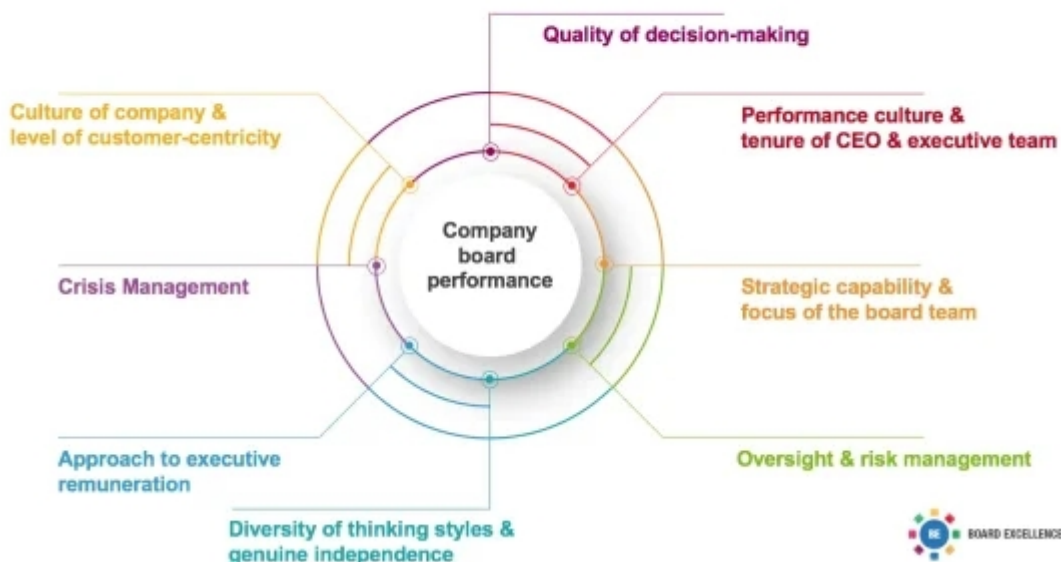 Quality of decision-making
Culture of company &
level of customer-centricity
Performance culture &
tenure of CEO & executive team
Company
board
performance
Crisis Management
Strategic capability &
focus of the board team
Approach to executive
remuneration
Oversight & risk management
Diversity of thinking styles &
genuine independence
BE BOARD EXCELLENCE